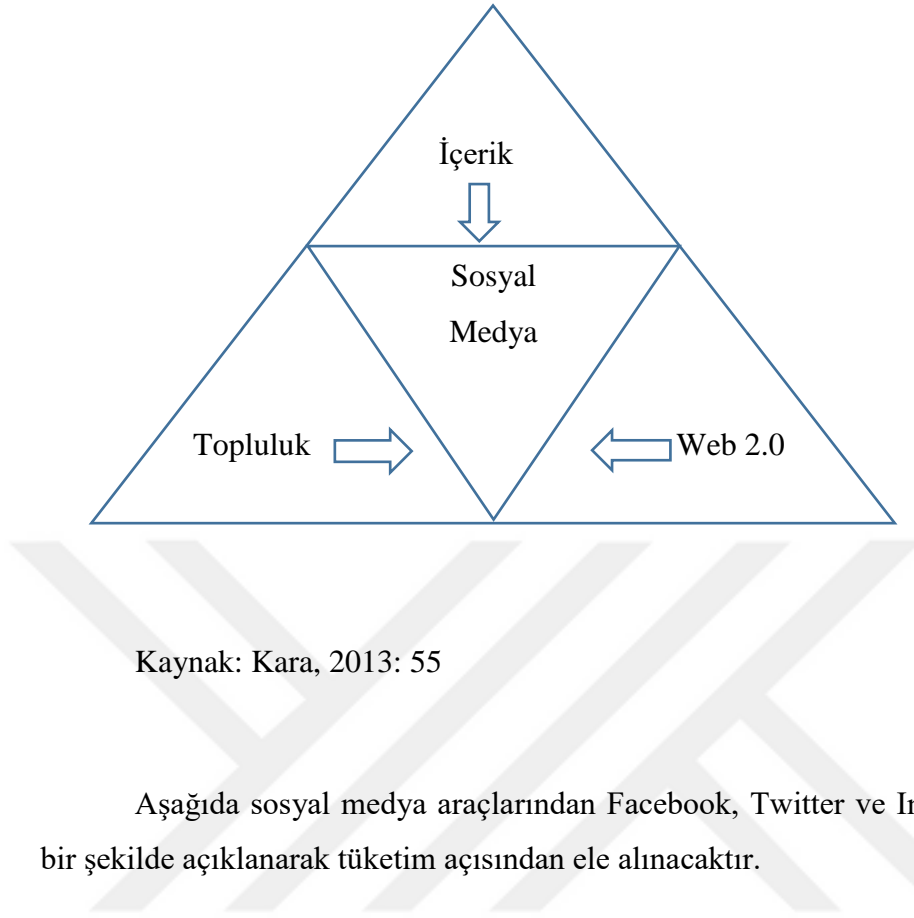 İçerik
Sosyal
Medya
Topluluk
Web 2.0
Kaynak: Kara, 2013: 55
Aşağıda sosyal medya araçlarından Facebook, Twitter ve
bir şekilde açıklanarak tüketim açısından ele alınacaktır.